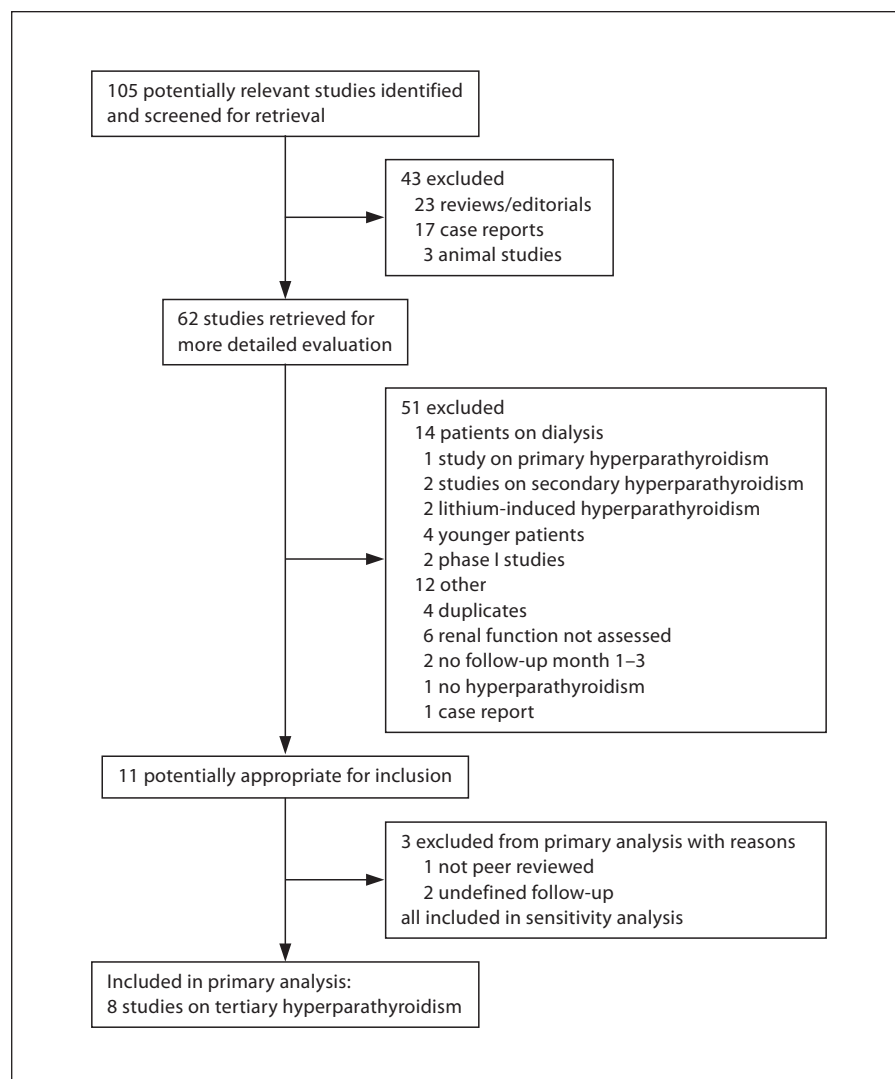 105 potentially relevant studies identified
and screened for retrieval
43 excluded
23 reviews/editorials
17 case reports
3 animal studies
62 studies retrieved for
more detailed evaluation
51 excluded
14 patients on dialysis
1 study on primary hyperparathyroidism
2 studies on secondary hyperparathyroidism
2 lithium-induced hyperparathyroidism
4 younger patients
2 phase I studies
12 other
4 duplicates
6 renal function not assessed
2 no follow-up month 1–3
1 no hyperparathyroidism
1 case report
11 potentially appropriate for inclusion
3 excluded from primary analysis with reasons
1 not peer reviewed
2 undefined follow-up
all included in sensitivity analysis
Included in primary analysis:
8 studies on tertiary hyperparathyroidism